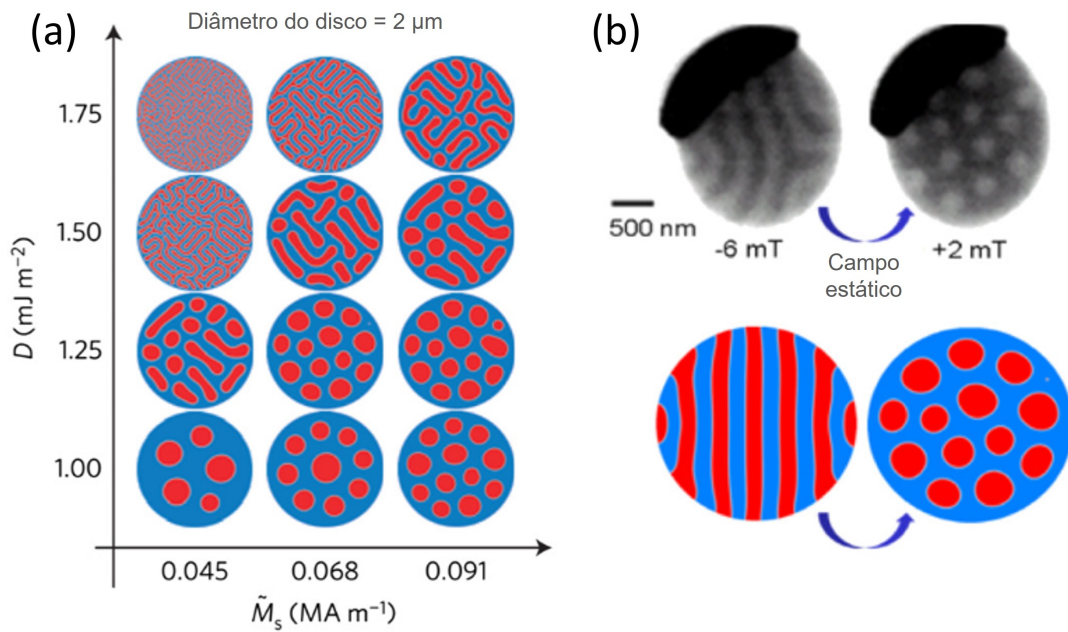 (a)
Diâmetro do disco = 2 µm
1.75
1.50
1.25
1.00
D (mJ m⁻²)
0.045 0.068 0.091
M̃s (MA m⁻¹)
(b)
500 nm
-6 mT
+2 mT
Campo
estático